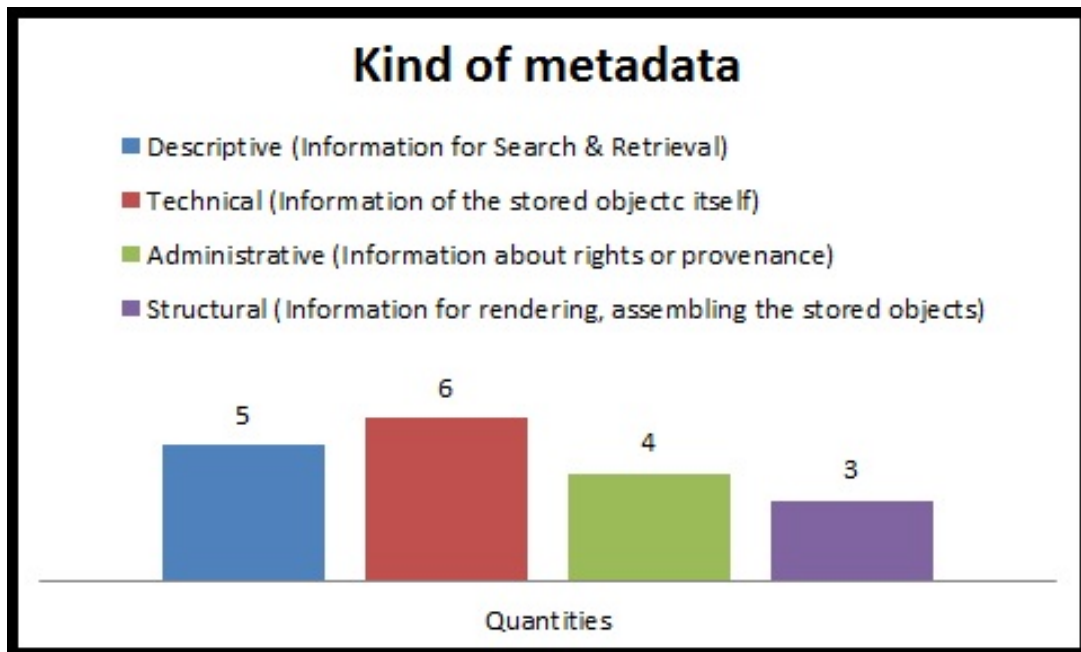 Kind of metadata
Descriptive (Information for Search & Retrieval)
Technical (Information of the stored objectc itself)
Administrative (Information about rights or provenance)
Structural (Information for rendering, assembling the stored objects)
5
6
4
3
Quantities